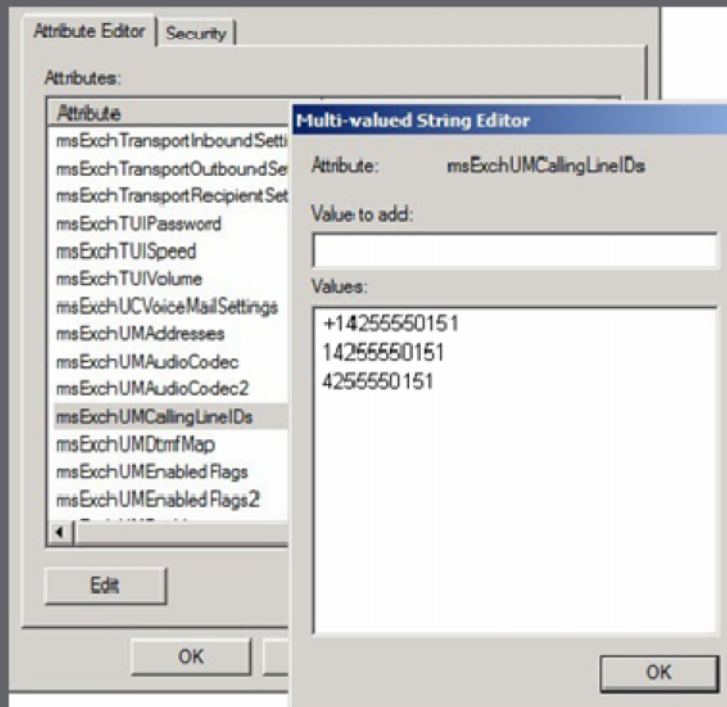 Attribute Editor
Security
Attributes:
Attribute
msExchTransportInboundSetti
msExchTransportOutboundSe
msExchTransportRecipientSet
msExchTUIPassword
msExchTUISpeed
msExchTUIVolume
msExchUCVoiceMailSettings
msExchUMAddresses
msExchUMAudioCodec
msExchUMAudioCodec2
msExchUMCallingLineIDs
msExchUMDtmfMap
msExchUMEnabledFlags
msExchUMEnabledFlags2
Edit
OK
Multi-valued String Editor
Attribute: msExchUMCallingLineIDs
Value to add:
Values:
+14255550151
14255550151
4255550151
OK